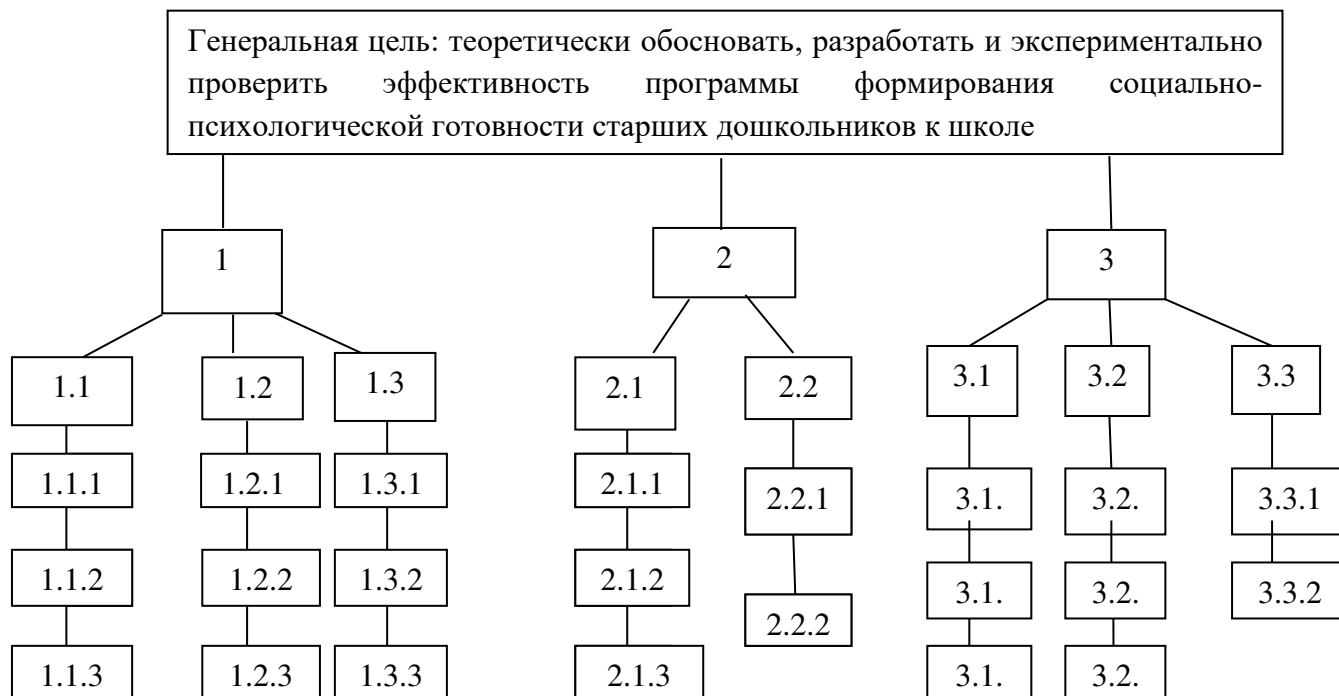 Генеральная цель: теоретически обосновать, разработать и экспериментально
проверить эффективность программы формирования социально-
психологической готовности старших дошкольников к школе
1 2 3
1.1 1.2 1.3 2.1 2.2 3.1 3.2 3.3
1.1.1 1.2.1 1.3.1 2.1.1 2.2.1 3.1. 3.2. 3.3.1
1.1.2 1.2.2 1.3.2 2.1.2 2.2.2 3.1. 3.2. 3.3.2
1.1.3 1.2.3 1.3.3 2.1.3 3.1. 3.2.